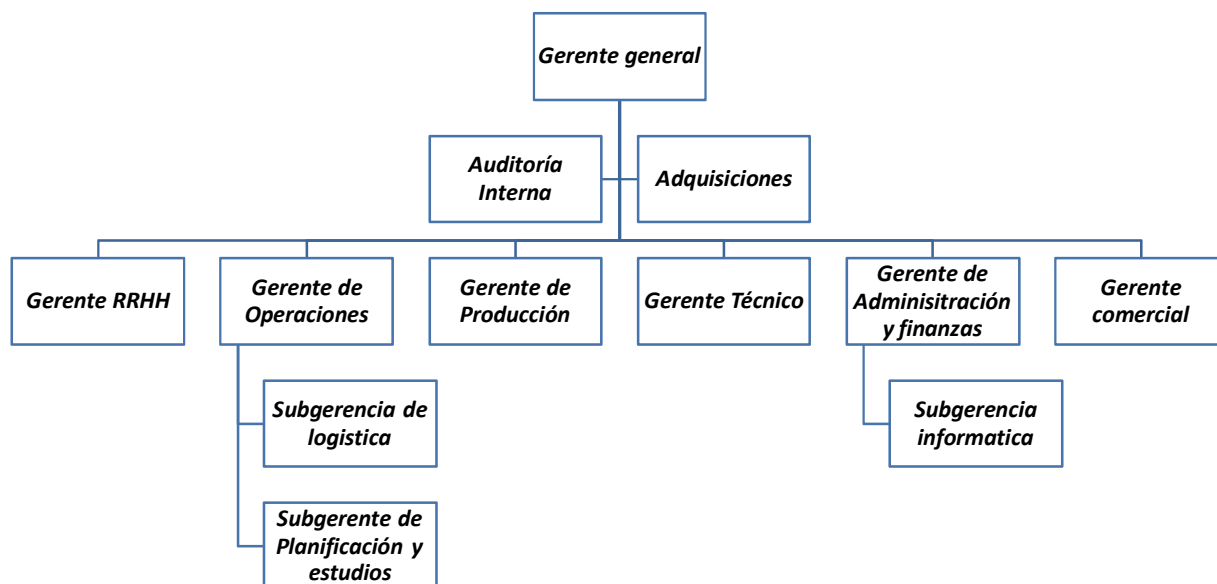 Gerente general
Auditoría
Interna
Adquisiciones
Gerente RRHH
Gerente de
Operaciones
Gerente de
Producción
Gerente Técnico
Gerente de
Adminisitración
y finanzas
Gerente
comercial
Subgerencia de
logistica
Subgerencia
informatica
Subgerente de
Planificación y
estudios